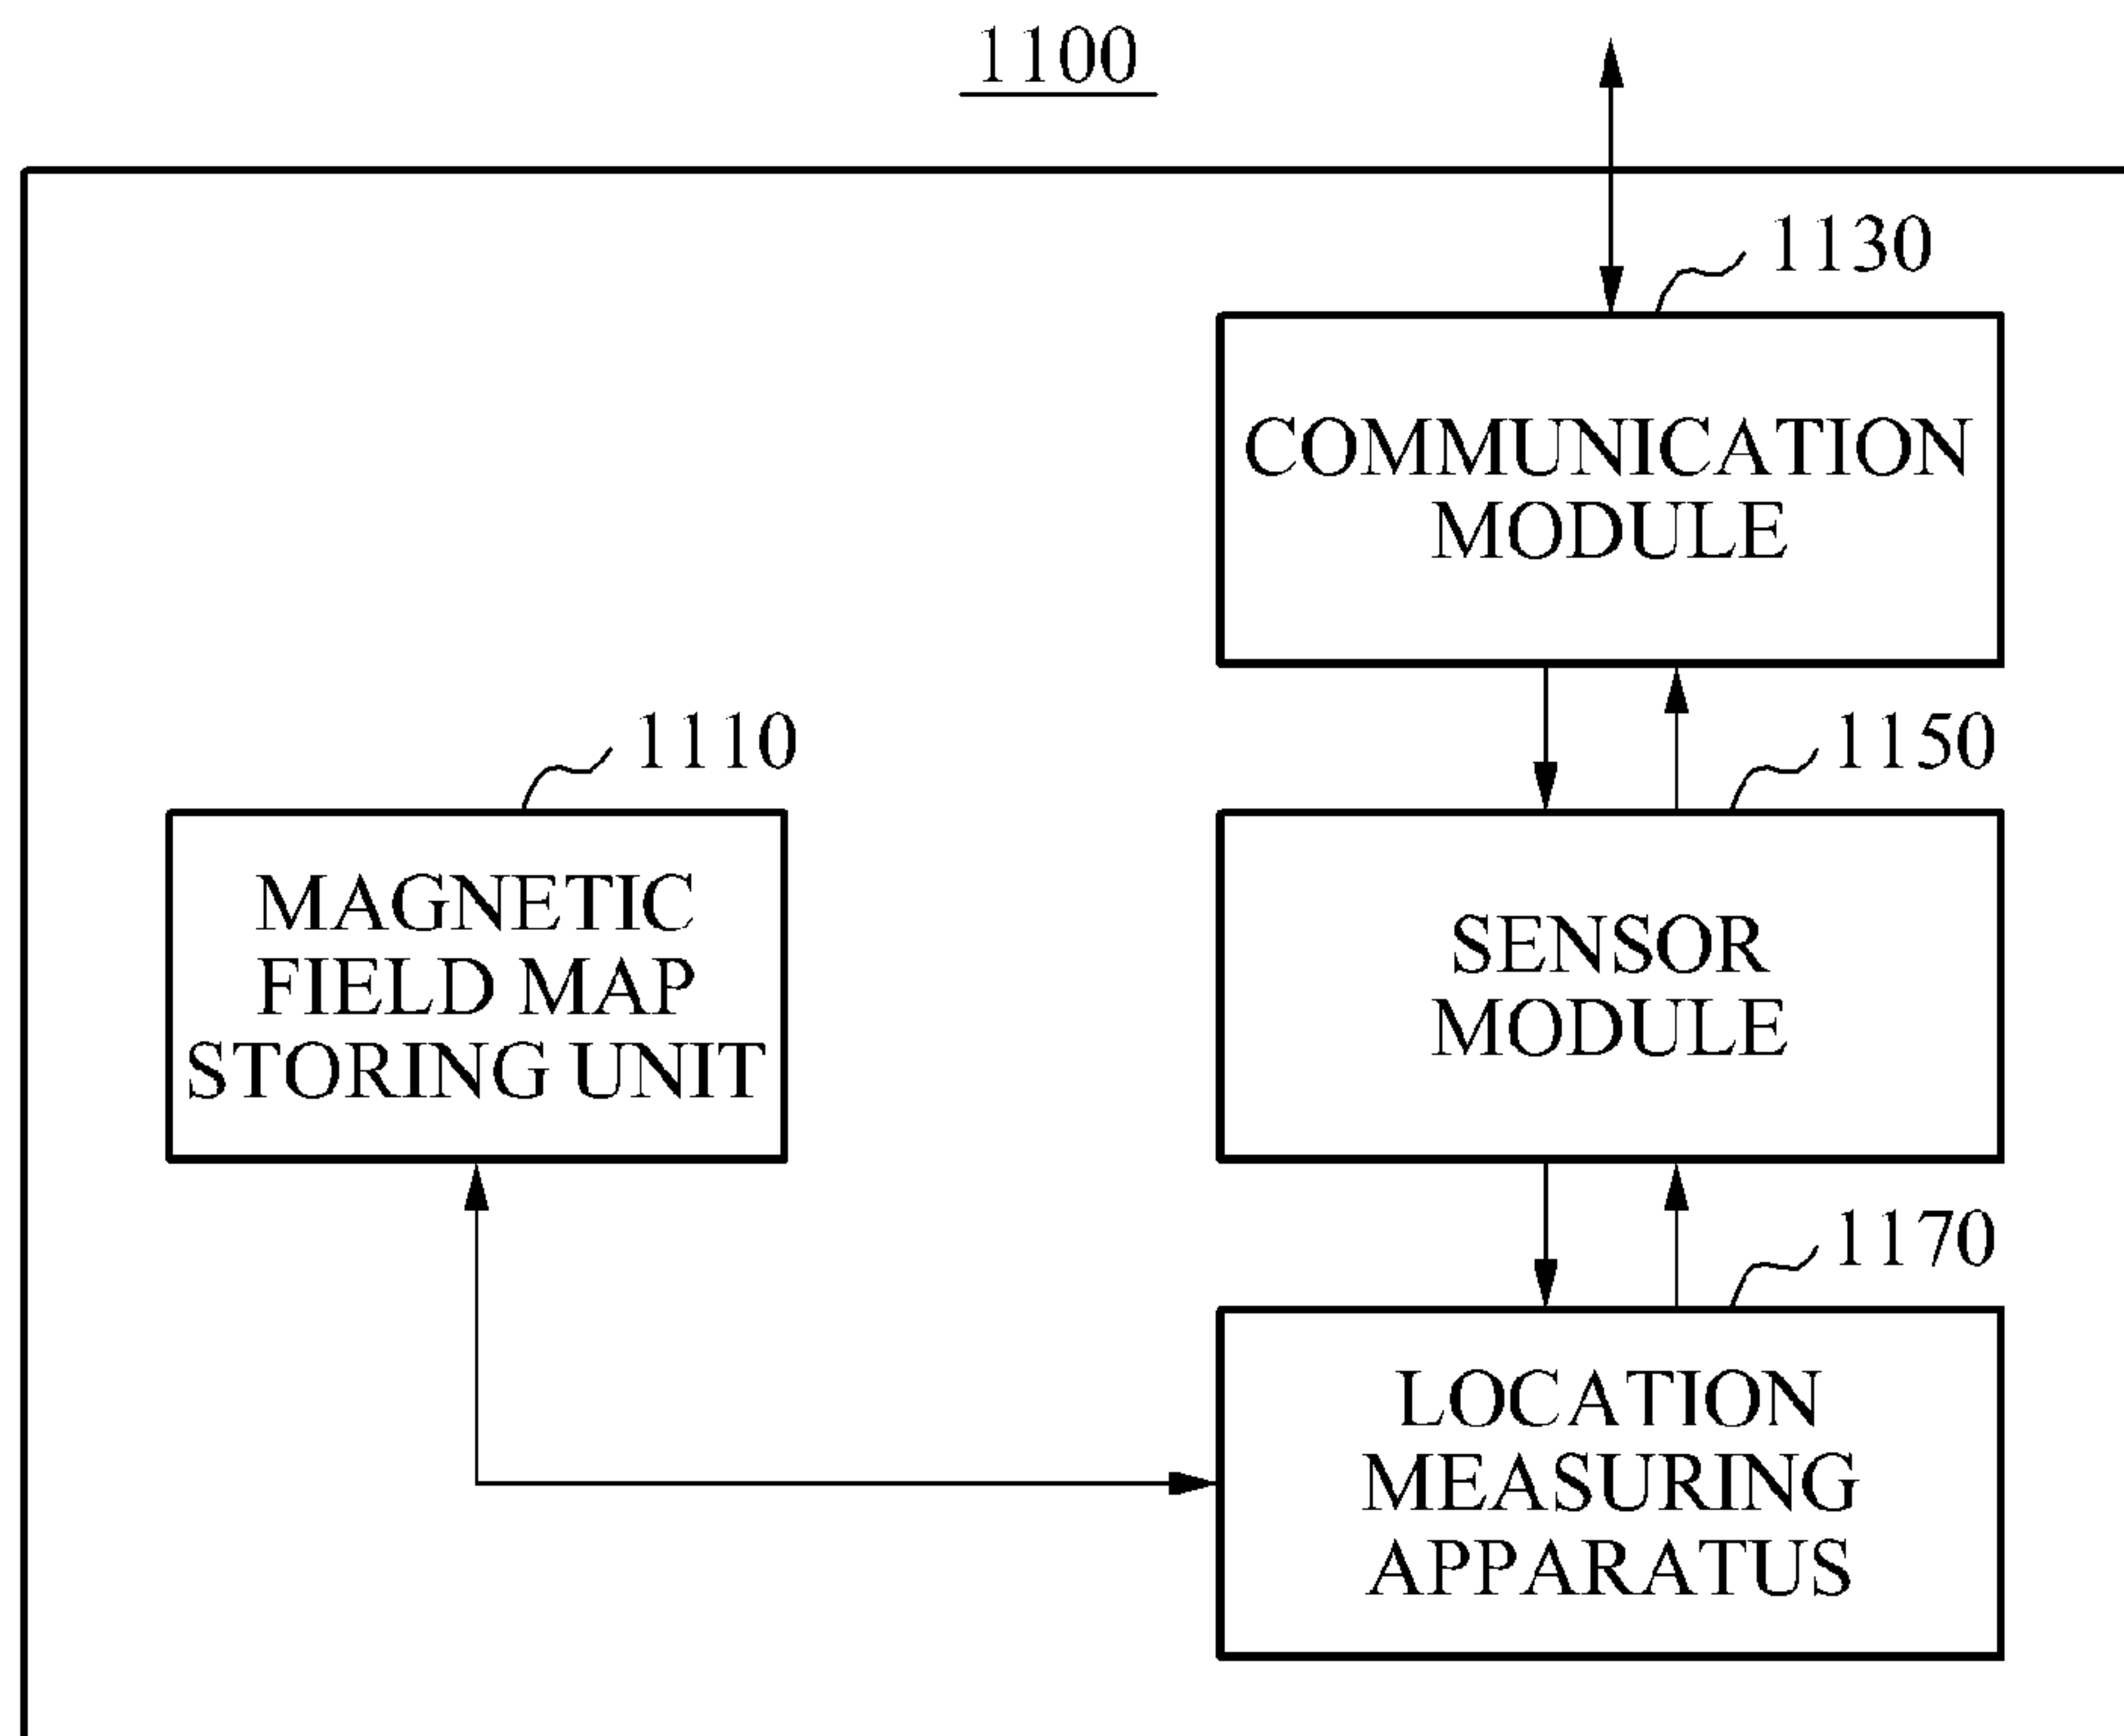 1100
1130
COMMUNICATION
MODULE
1110
1150
MAGNETIC
FIELD MAP
STORING UNIT
SENSOR
MODULE
1170
LOCATION
MEASURING
APPARATUS